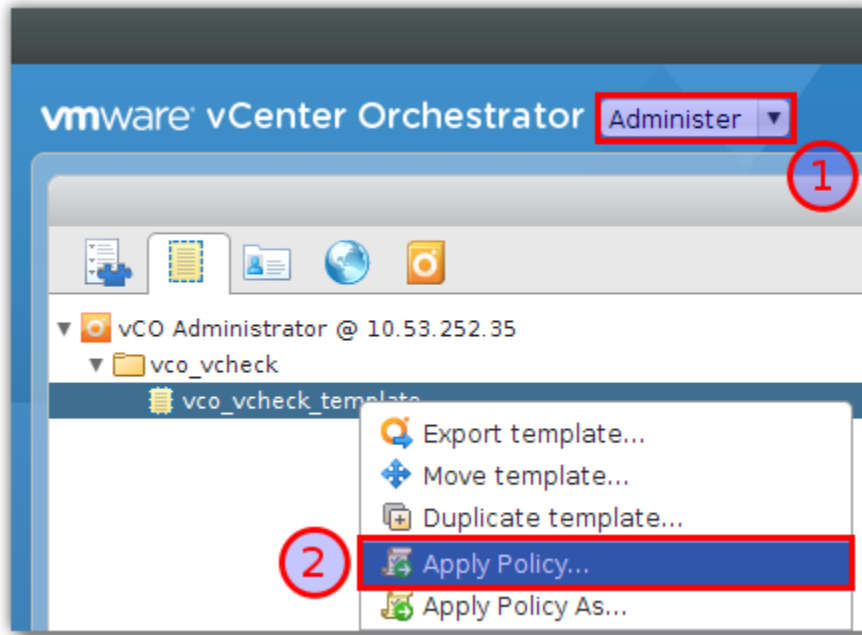 vmware vCenter Orchestrator Administer
1
vCO Administrator @ 10.53.252.35
vco_vcheck
vco_vcheck_template
Export template...
Move template...
Duplicate template...
2 Apply Policy...
Apply Policy As...